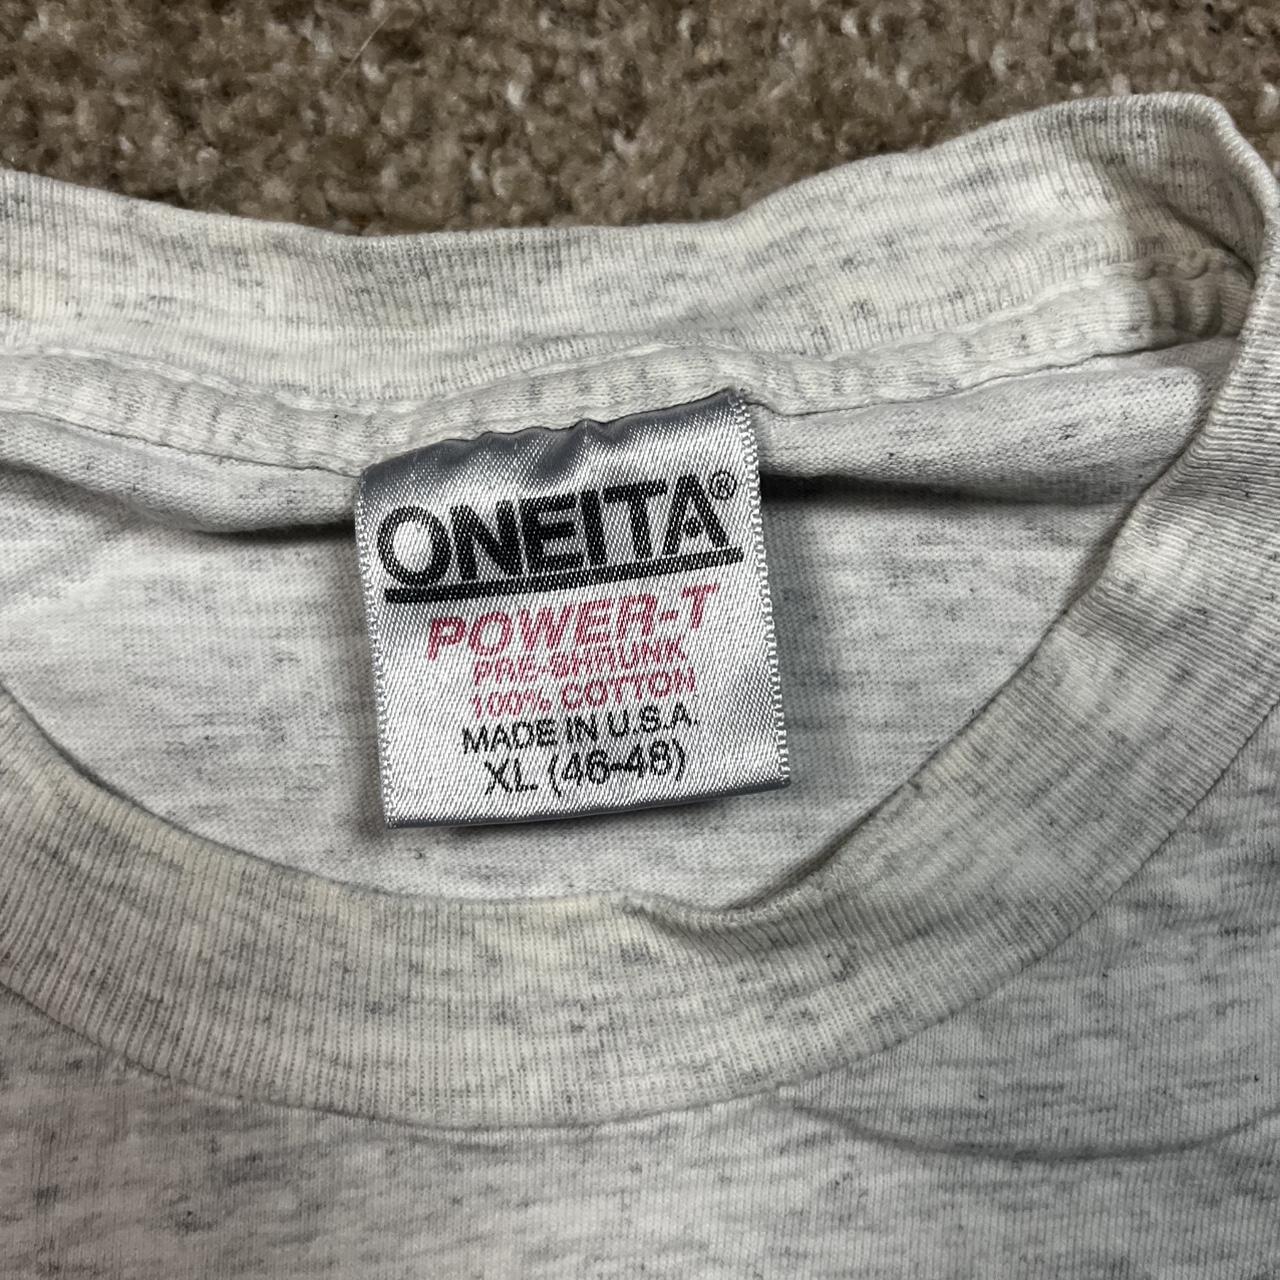 ONEITA®
POWER-T
PRE-SHRUNK
100% COTTON
MADE IN U.S.A.
XL (46-48)